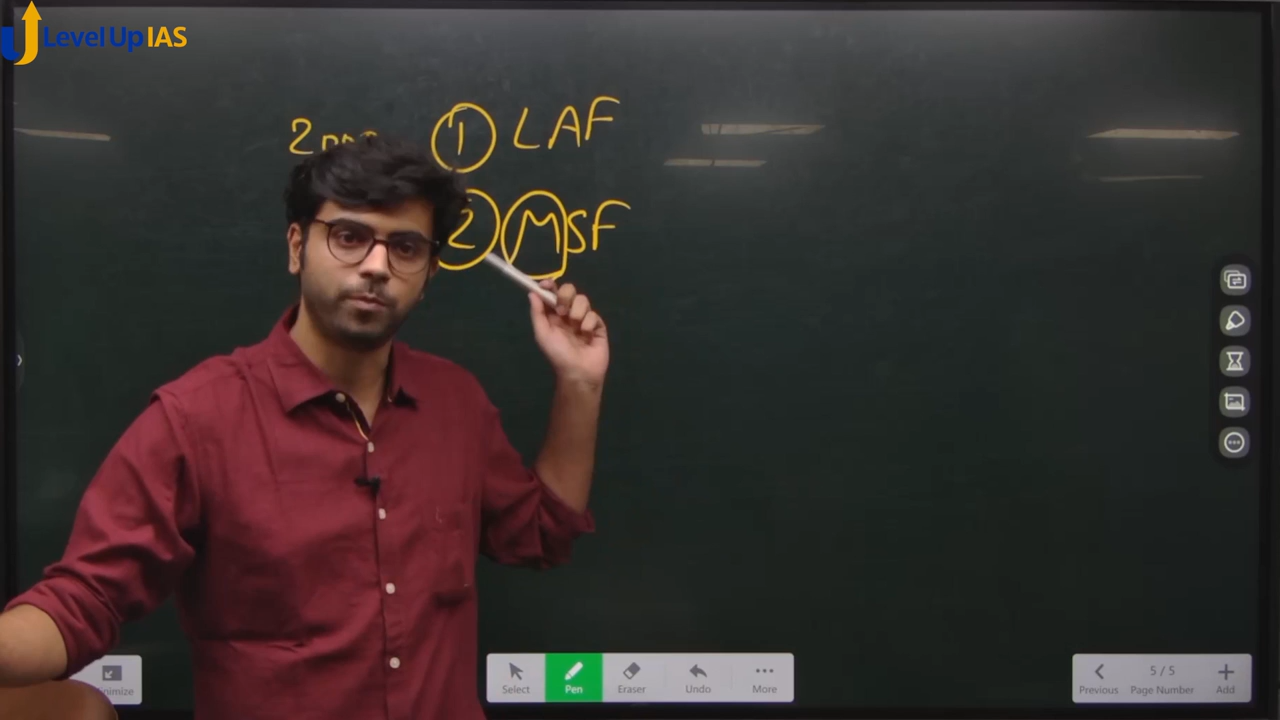 Level Up IAS
1 LAF
2 MSF
Select Pen Eraser Undo More
Previous 5 / 5 Page Number Add